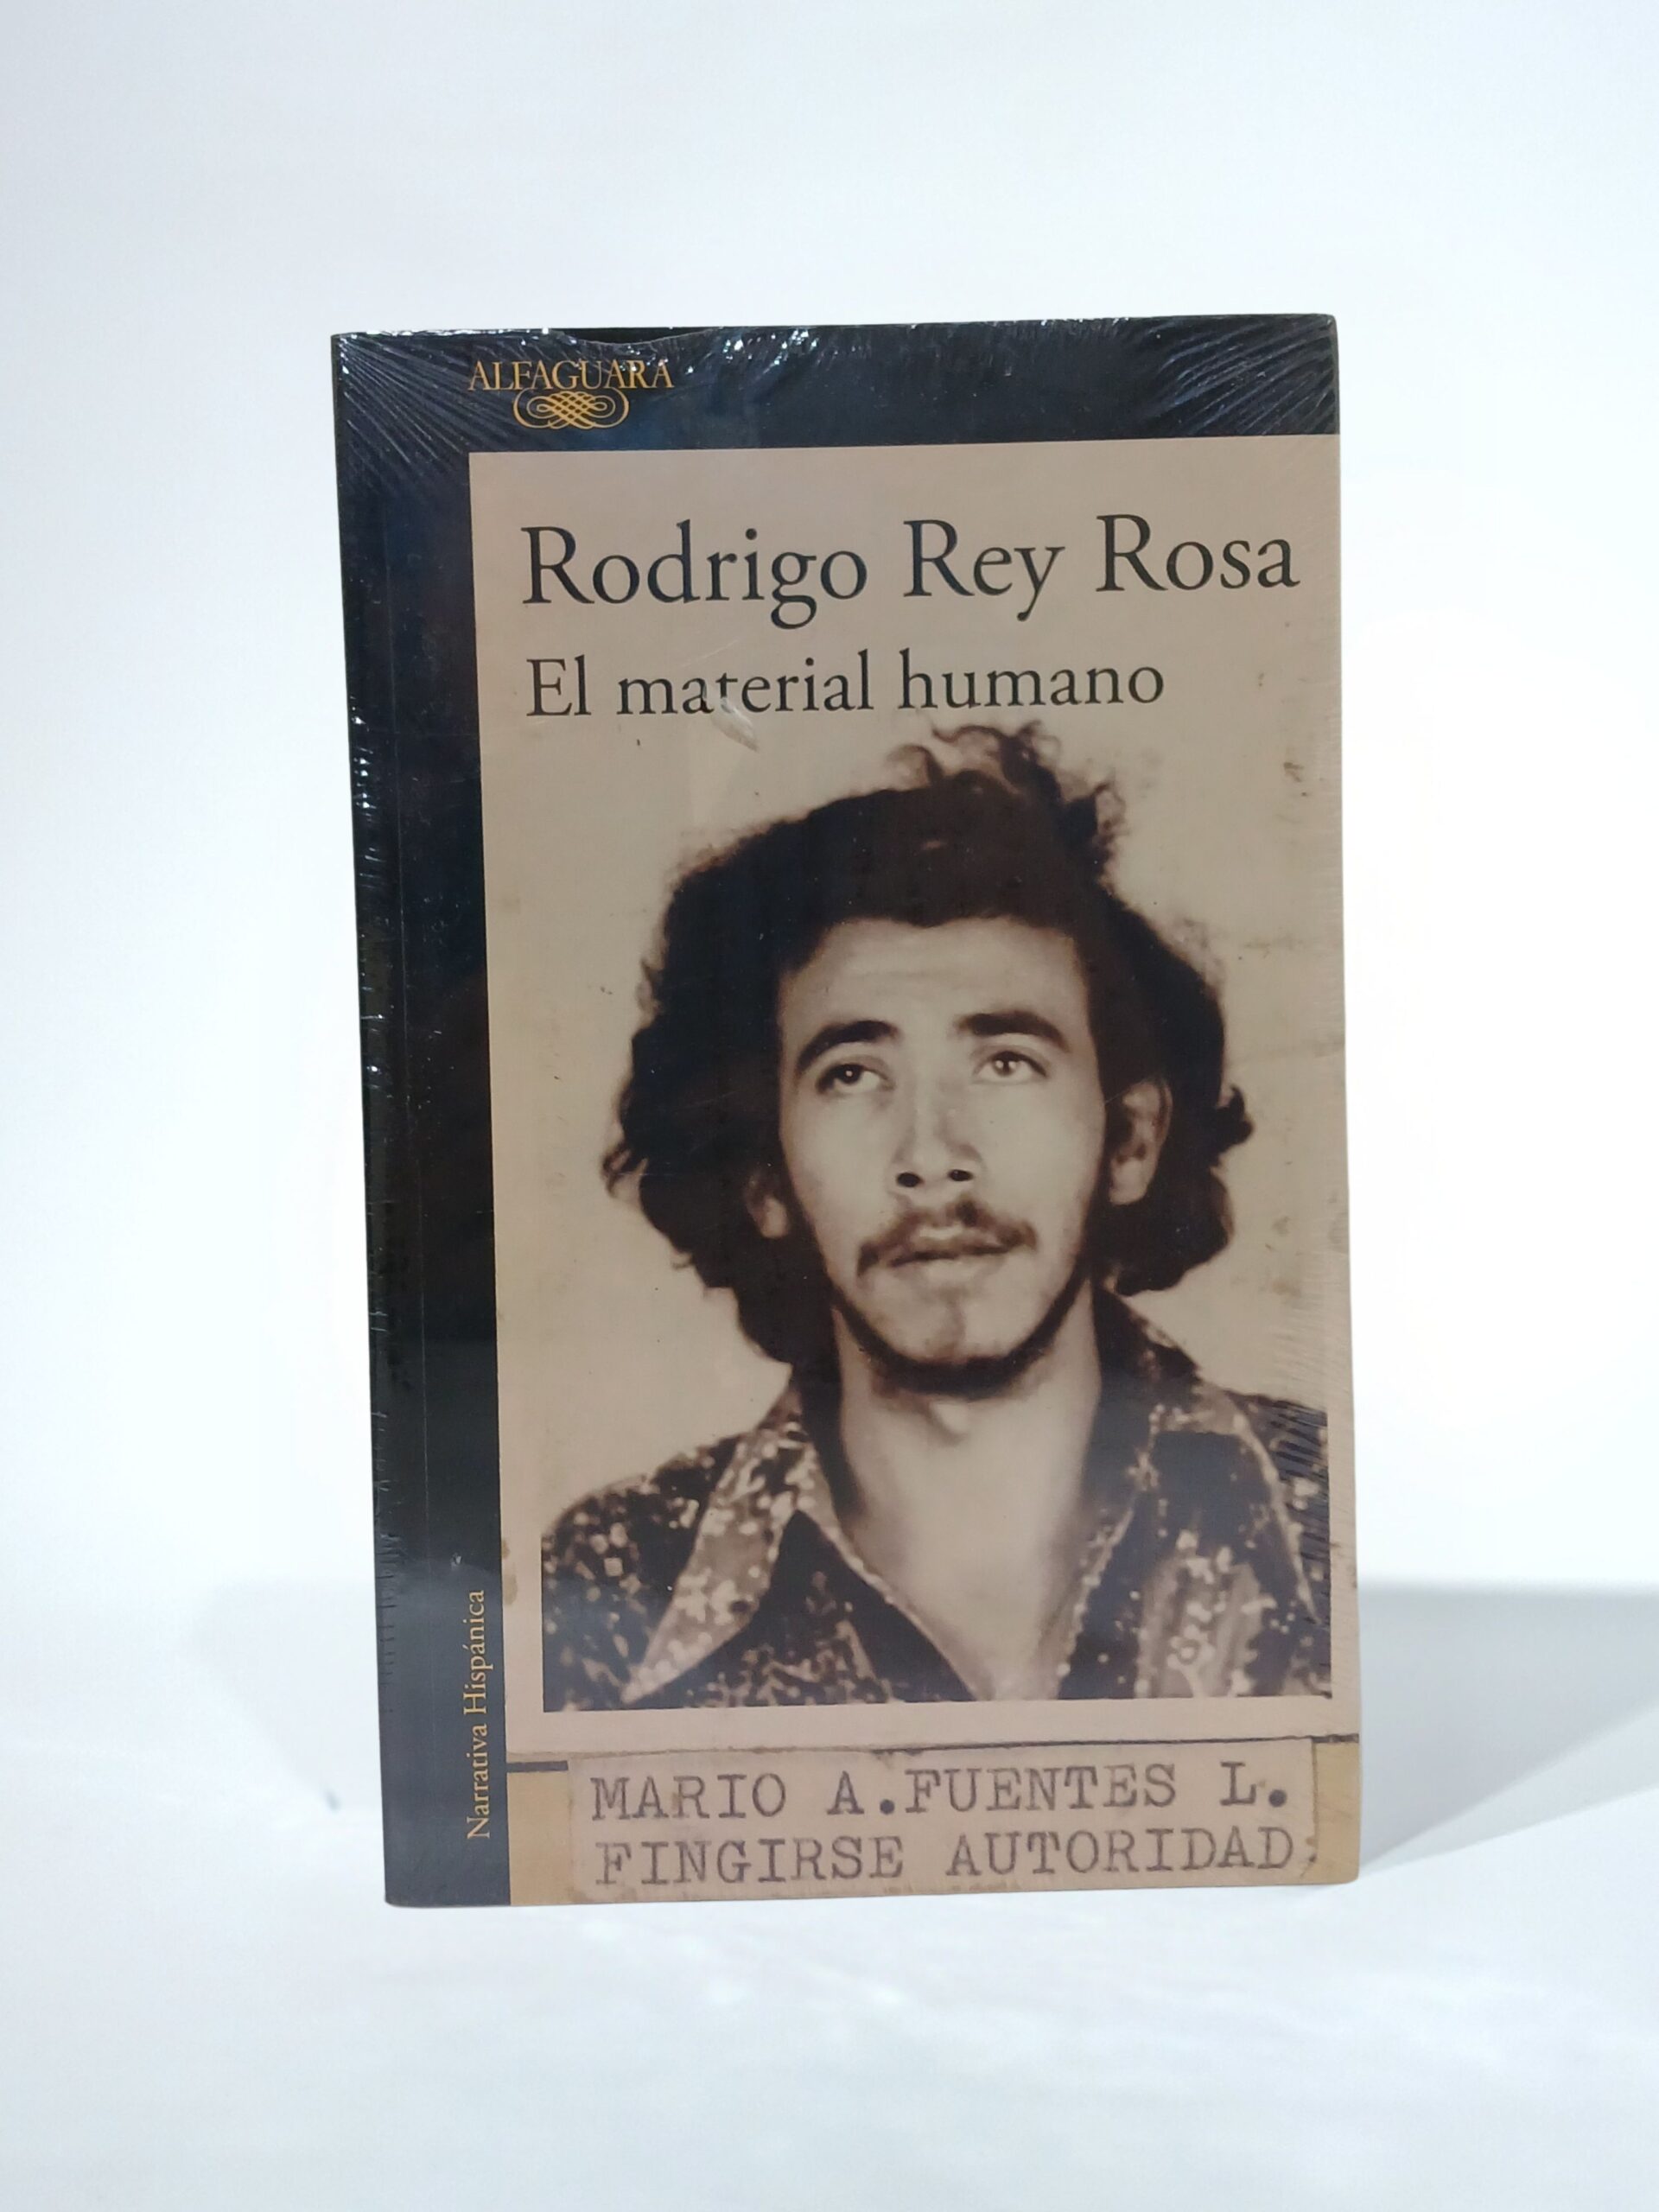 ALFAGUARA
Rodrigo Rey Rosa
El material humano
Narrativa Hispánica
MARIO A.FUENTES L.
FINGIRSE AUTORIDAD: